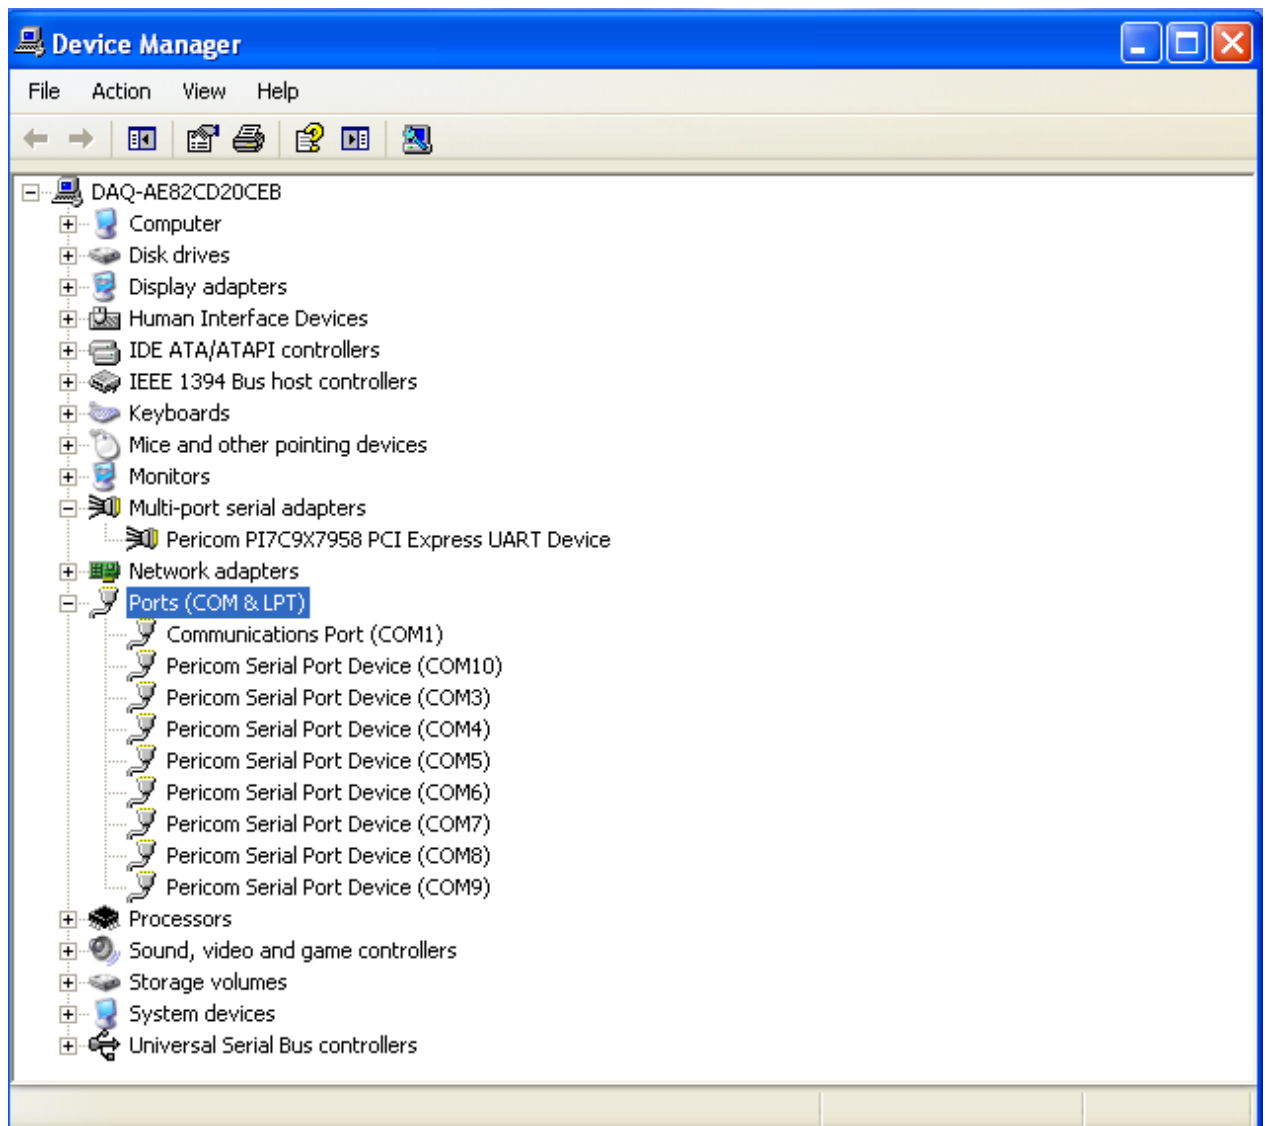 Device Manager
File Action View Help
DAQ-AE82CD20CEB
Computer
Disk drives
Display adapters
Human Interface Devices
IDE ATA/ATAPI controllers
IEEE 1394 Bus host controllers
Keyboards
Mice and other pointing devices
Monitors
Multi-port serial adapters
Pericom PI7C9X7958 PCI Express UART Device
Network adapters
Ports (COM & LPT)
Communications Port (COM1)
Pericom Serial Port Device (COM10)
Pericom Serial Port Device (COM3)
Pericom Serial Port Device (COM4)
Pericom Serial Port Device (COM5)
Pericom Serial Port Device (COM6)
Pericom Serial Port Device (COM7)
Pericom Serial Port Device (COM8)
Pericom Serial Port Device (COM9)
Processors
Sound, video and game controllers
Storage volumes
System devices
Universal Serial Bus controllers